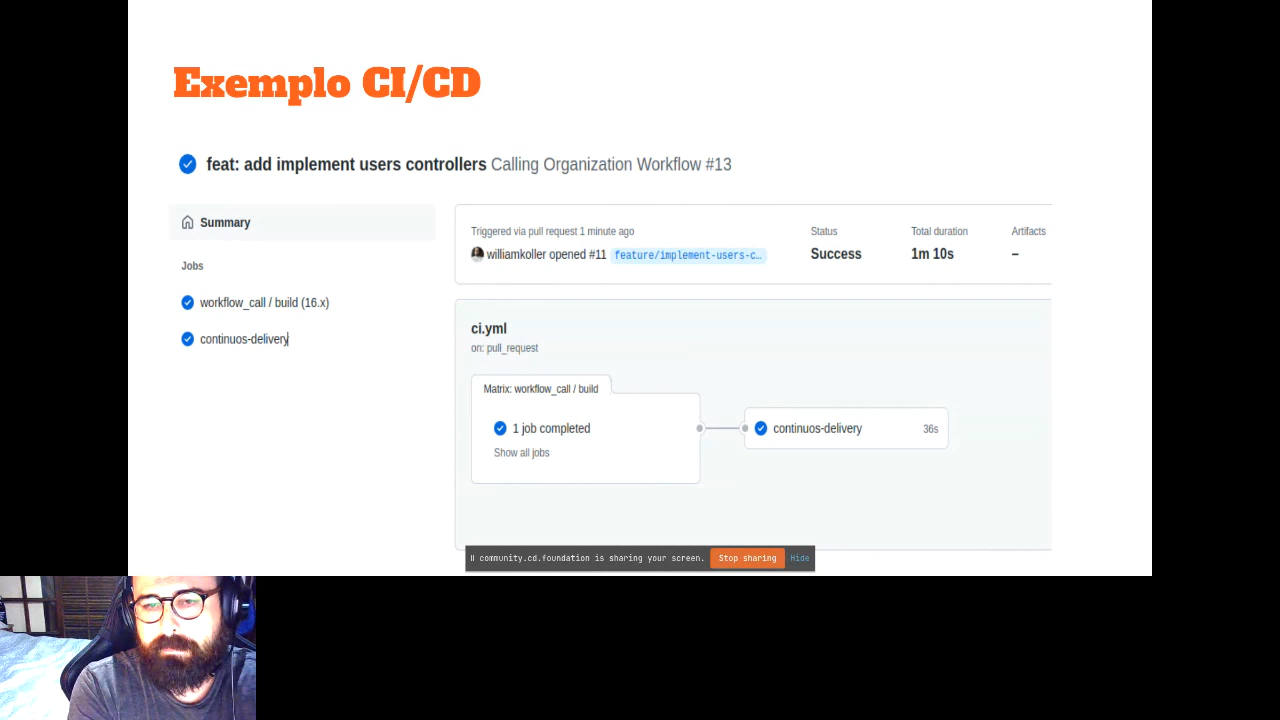 Exemplo CI/CD
feat: add implement users controllers Calling Organization Workflow #13
Summary
Jobs
workflow_call / build (16.x)
continuos-delivery
Triggered via pull request 1 minute ago
williamkoller opened #11 feature/implement-users-c…
Status
Success
Total duration
1m 10s
Artifacts
–
ci.yml
on: pull_request
Matrix: workflow_call / build
1 job completed
Show all jobs
continuos-delivery 36s
community.cd.foundation is sharing your screen. Stop sharing Hide